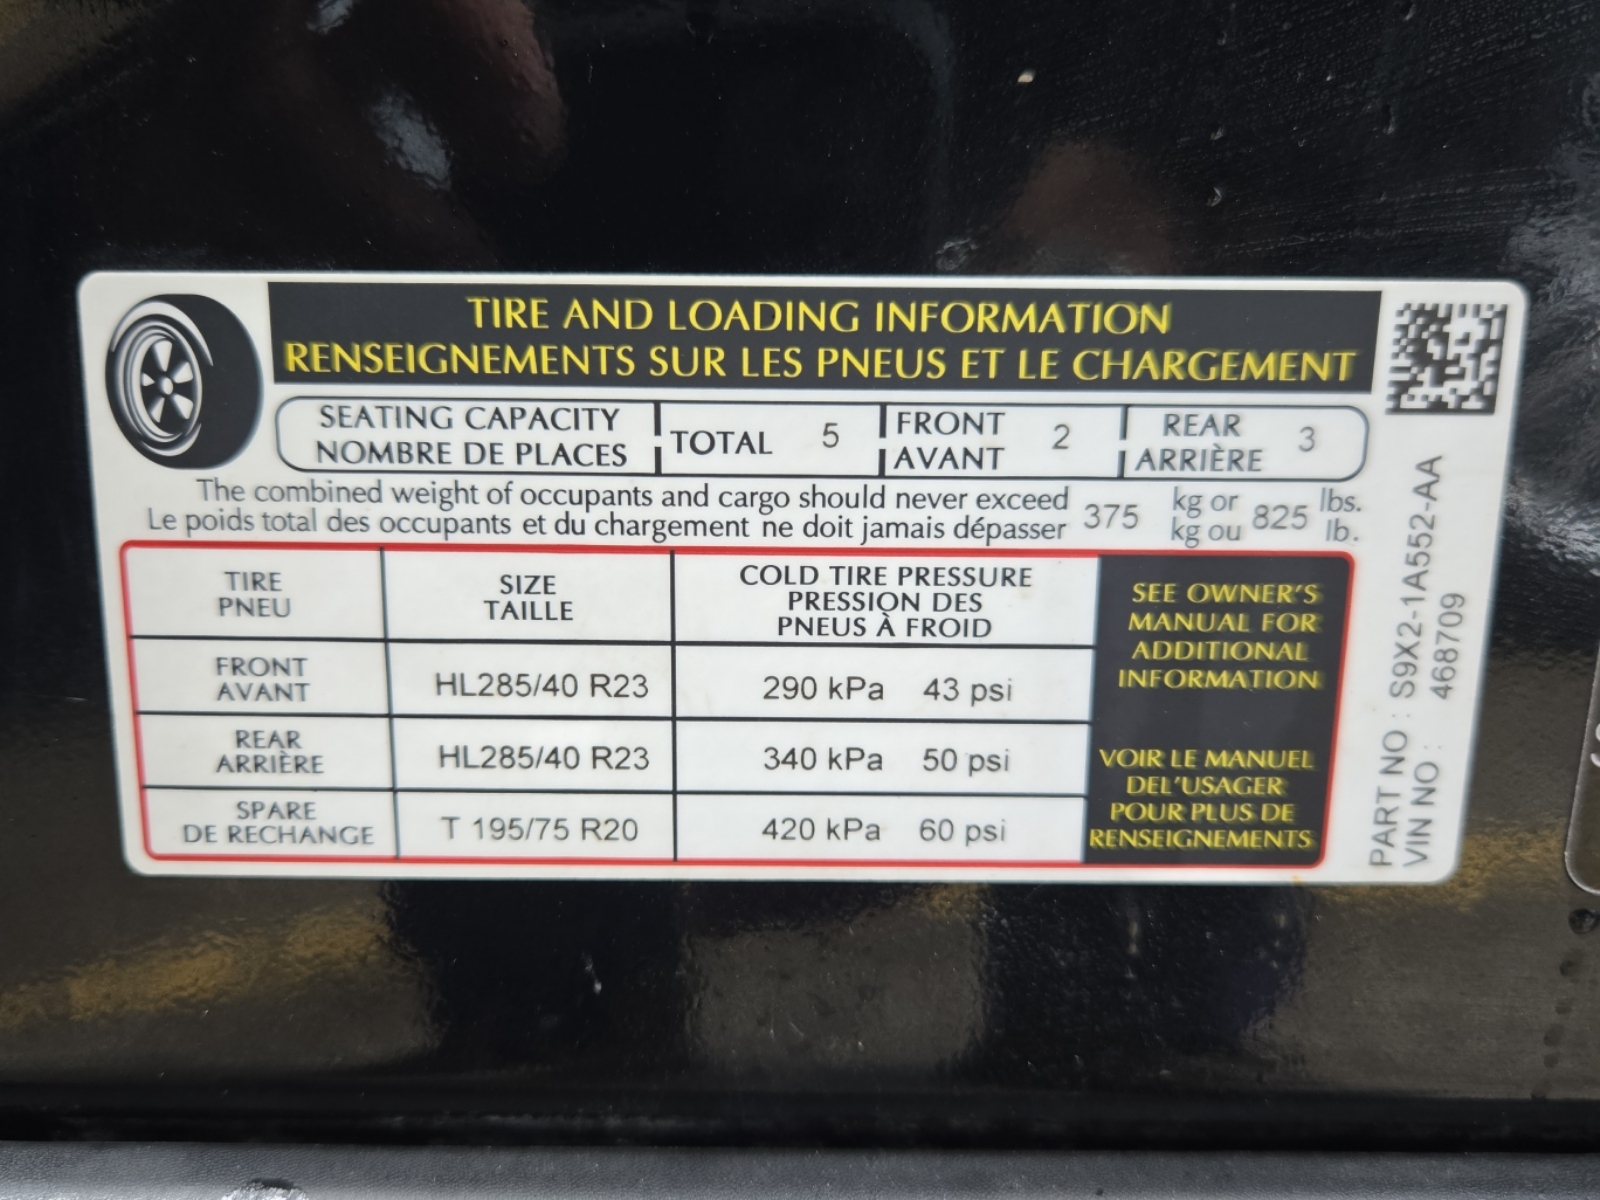 TIRE AND LOADING INFORMATION
RENSEIGNEMENTS SUR LES PNEUS ET LE CHARGEMENT
SEATING CAPACITY
NOMBRE DE PLACES
TOTAL 5
FRONT
AVANT
2
REAR
ARRIÈRE
3
The combined weight of occupants and cargo should never exceed
Le poids total des occupants et du chargement ne doit jamais dépasser
375
kg or
kg ou
825
lbs.
lb.
TIRE
PNEU
SIZE
TAILLE
COLD TIRE PRESSURE
PRESSION DES
PNEUS À FROID
FRONT
AVANT
HL285/40 R23
290 kPa 43 psi
REAR
ARRIÈRE
HL285/40 R23
340 kPa 50 psi
SPARE
DE RECHANGE
T 195/75 R20
420 kPa 60 psi
SEE OWNER'S
MANUAL FOR
ADDITIONAL
INFORMATION
VOIR LE MANUEL
DEL'USAGER
POUR PLUS DE
RENSEIGNEMENTS
PART NO : S9X2-1A552-AA
VIN NO : 468709